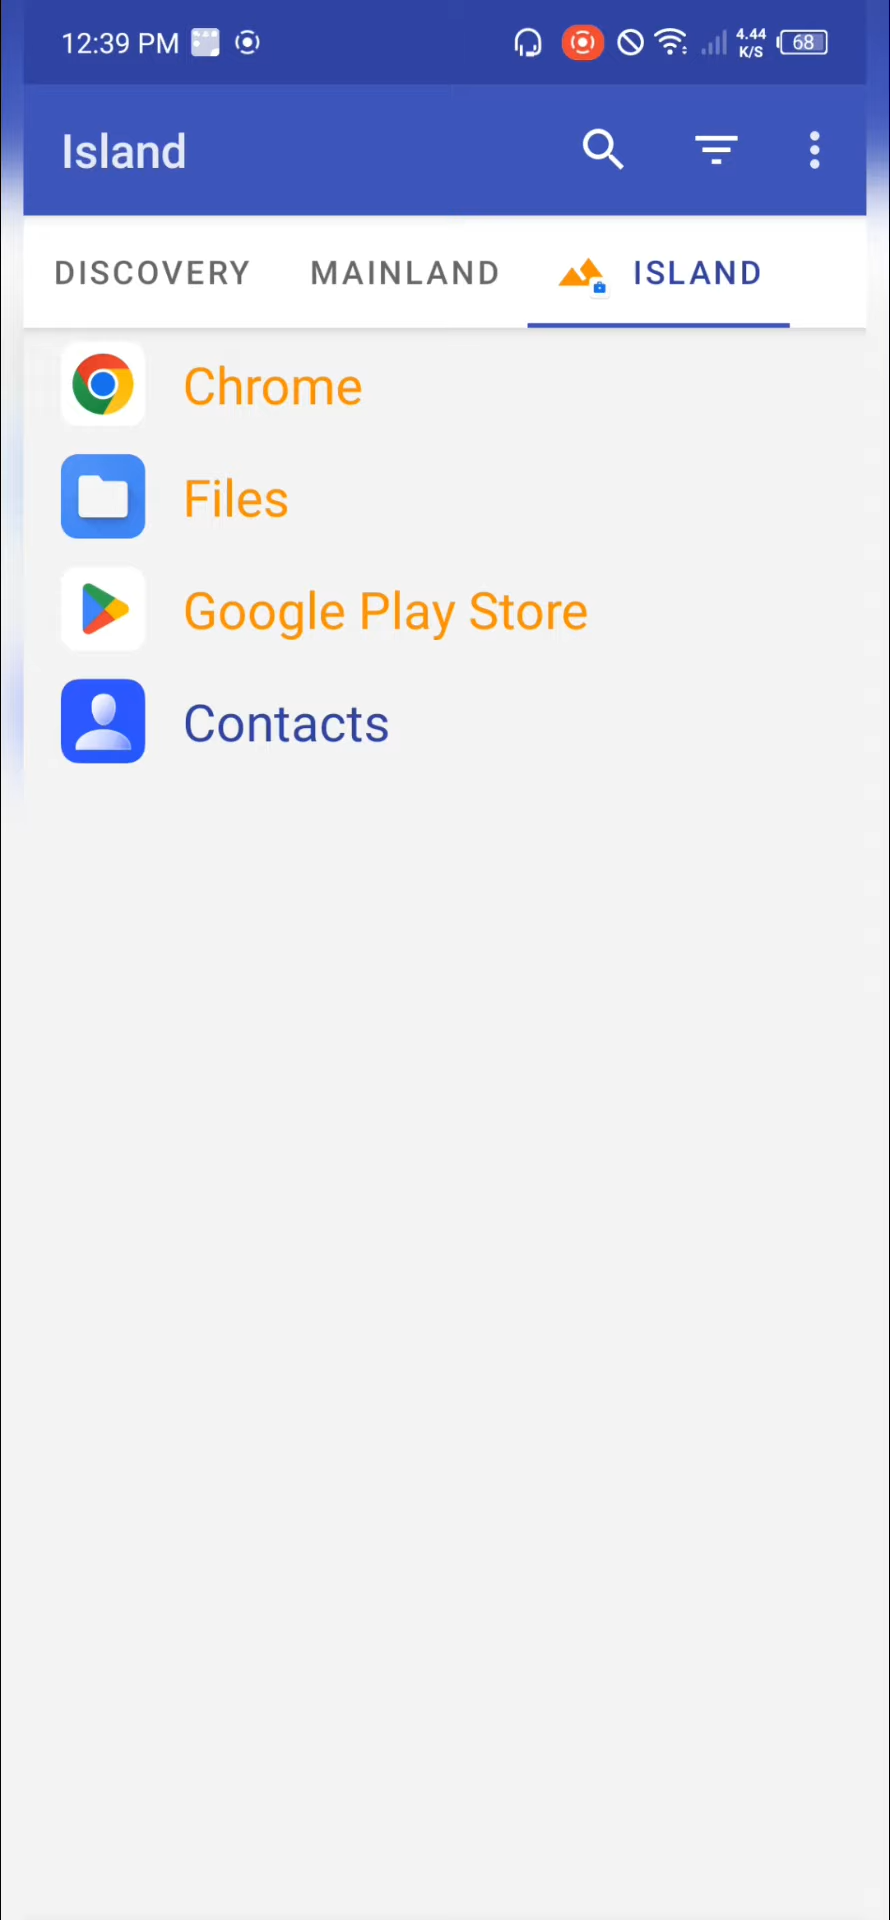 12:39 PM 4.44 K/S 68
Island
DISCOVERY MAINLAND ISLAND
Chrome
Files
Google Play Store
Contacts